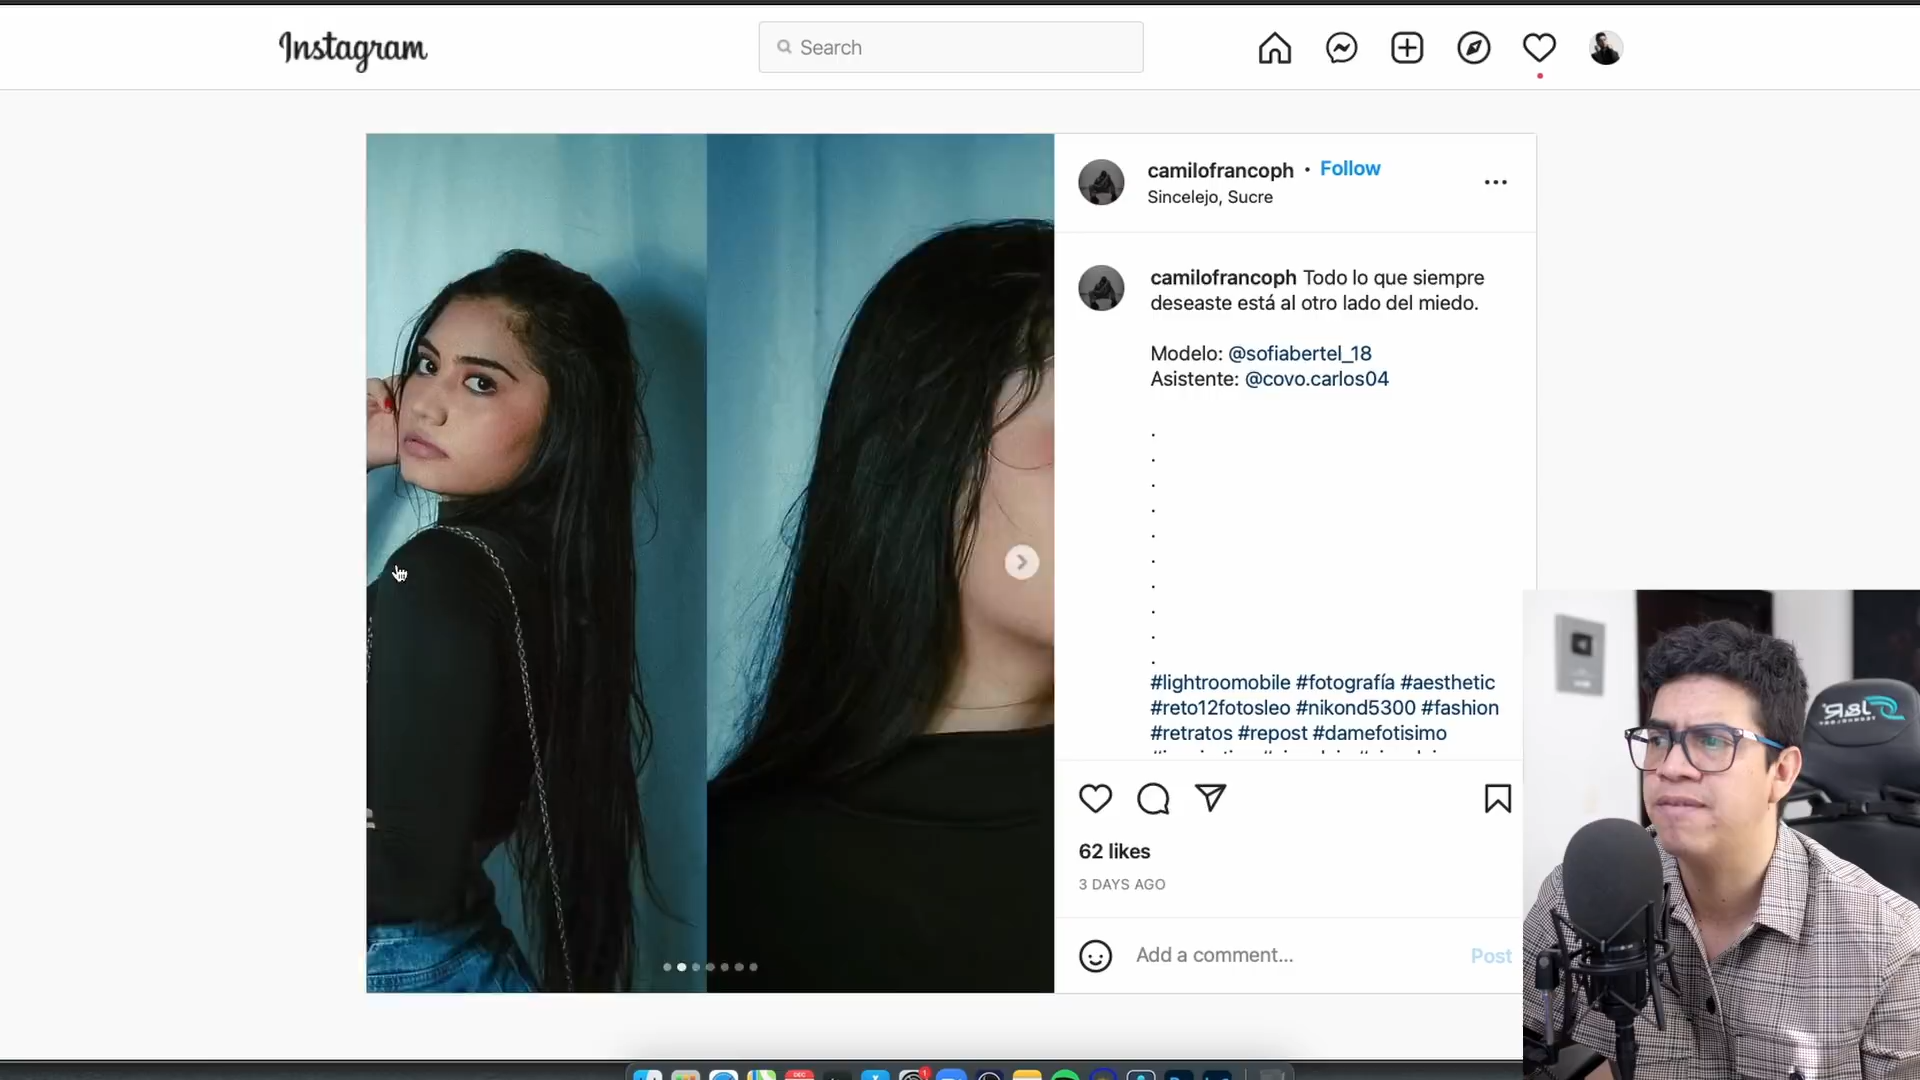 Instagram
Search
camilofrancoph • Follow
Sincelejo, Sucre
camilofrancoph Todo lo que siempre
deseaste está al otro lado del miedo.
Modelo: @sofiabertel_18
Asistente: @covo.carlos04
.
.
.
.
.
.
.
.
.
.
#lightroomobile #fotografía #aesthetic
#reto12fotosleo #nikond5300 #fashion
#retratos #repost #damefotisimo
62 likes
3 DAYS AGO
Add a comment... Post